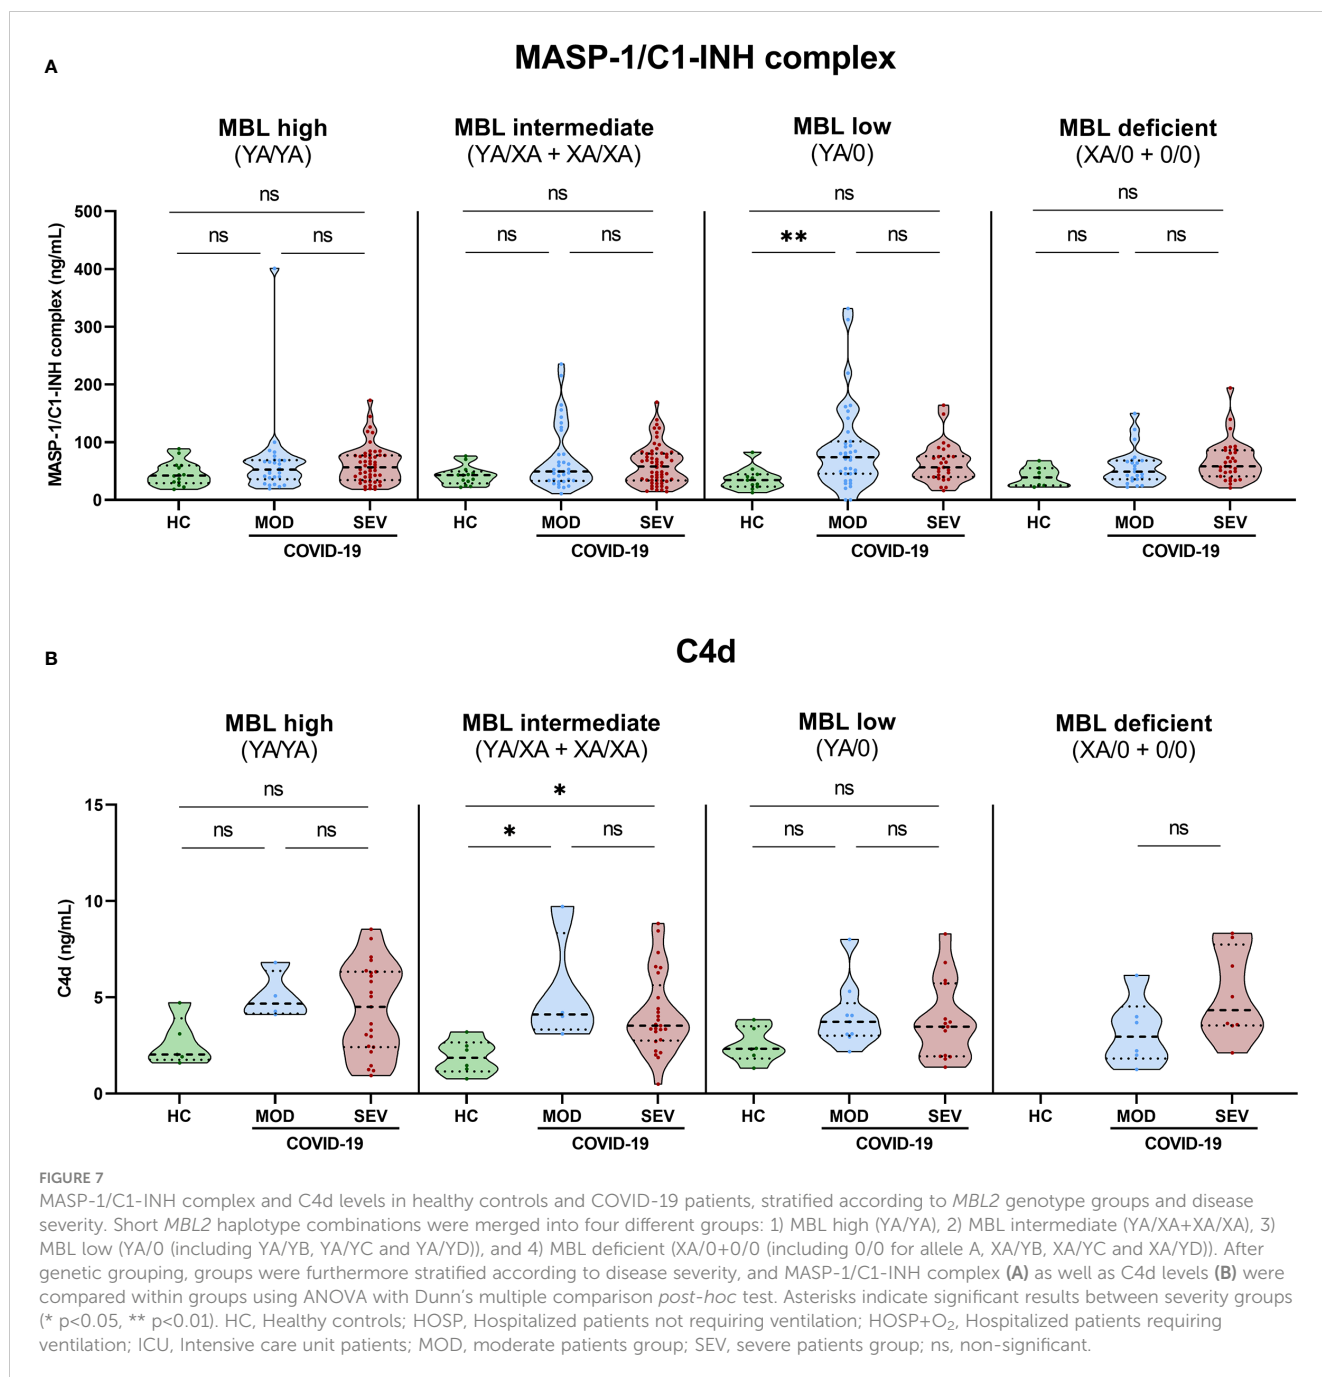 A
MASP-1/C1-INH complex
MBL high
(YA/YA)
MBL intermediate
(YA/XA + XA/XA)
MBL low
(YA/0)
MBL deficient
(XA/0 + 0/0)
ns
ns
ns
ns
ns
ns
ns
**
ns
ns
ns
ns
MASP-1/C1-INH complex (ng/mL)
500
400
300
200
100
0
HC
MOD
SEV
COVID-19
HC
MOD
SEV
COVID-19
HC
MOD
SEV
COVID-19
HC
MOD
SEV
COVID-19
B
C4d
MBL high
(YA/YA)
MBL intermediate
(YA/XA + XA/XA)
MBL low
(YA/0)
MBL deficient
(XA/0 + 0/0)
ns
ns
ns
*
*
ns
ns
ns
ns
ns
C4d (ng/mL)
15
10
5
0
HC
MOD
SEV
COVID-19
HC
MOD
SEV
COVID-19
HC
MOD
SEV
COVID-19
HC
MOD
SEV
COVID-19
FIGURE 7
MASP-1/C1-INH complex and C4d levels in healthy controls and COVID-19 patients, stratified according to MBL2 genotype groups and disease
severity. Short MBL2 haplotype combinations were merged into four different groups: 1) MBL high (YA/YA), 2) MBL intermediate (YA/XA+XA/XA), 3)
MBL low (YA/0 (including YA/YB, YA/YC and YA/YD)), and 4) MBL deficient (XA/0+0/0 (including 0/0 for allele A, XA/YB, XA/YC and XA/YD)). After
genetic grouping, groups were furthermore stratified according to disease severity, and MASP-1/C1-INH complex (A) as well as C4d levels (B) were
compared within groups using ANOVA with Dunn's multiple comparison post-hoc test. Asterisks indicate significant results between severity groups
(* p<0.05, ** p<0.01). HC, Healthy controls; HOSP, Hospitalized patients not requiring ventilation; HOSP+O₂, Hospitalized patients requiring
ventilation; ICU, Intensive care unit patients; MOD, moderate patients group; SEV, severe patients group; ns, non-significant.